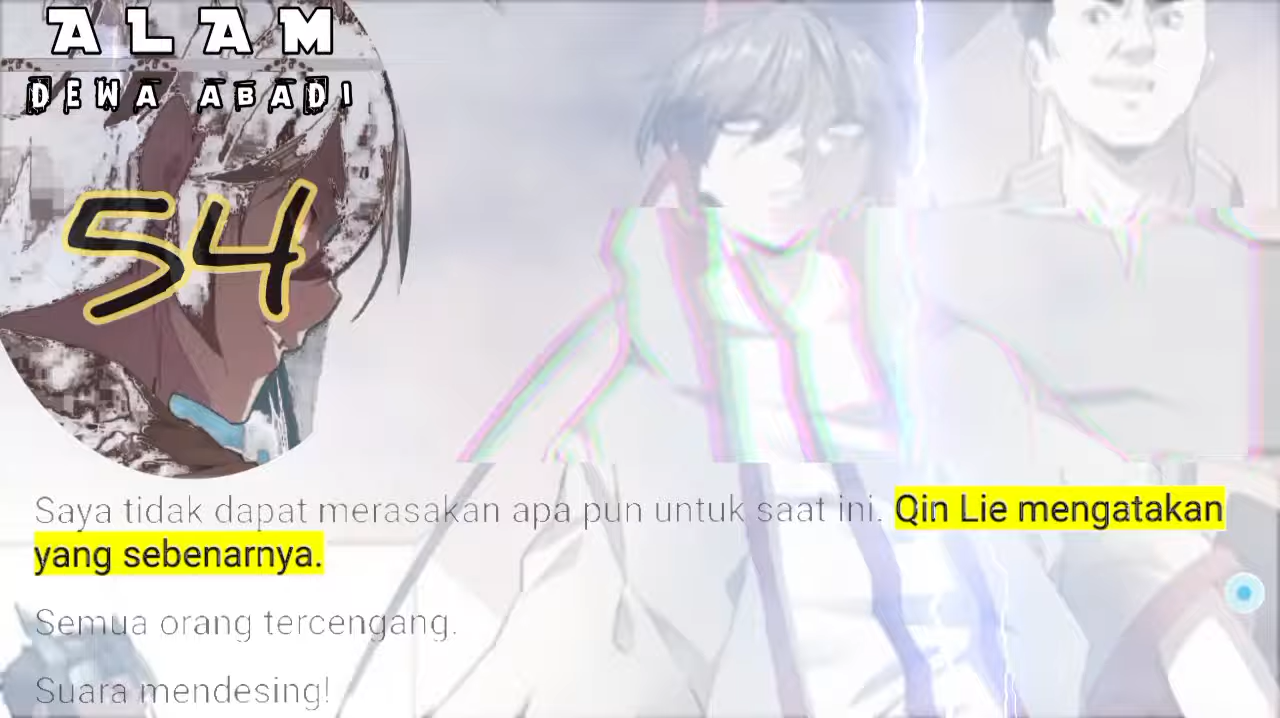 ALAM
DEWA ABADI
54
Saya tidak dapat merasakan apa pun untuk saat ini. Qin Lie mengatakan
yang sebenarnya.
Semua orang tercengang.
Suara mendesing!